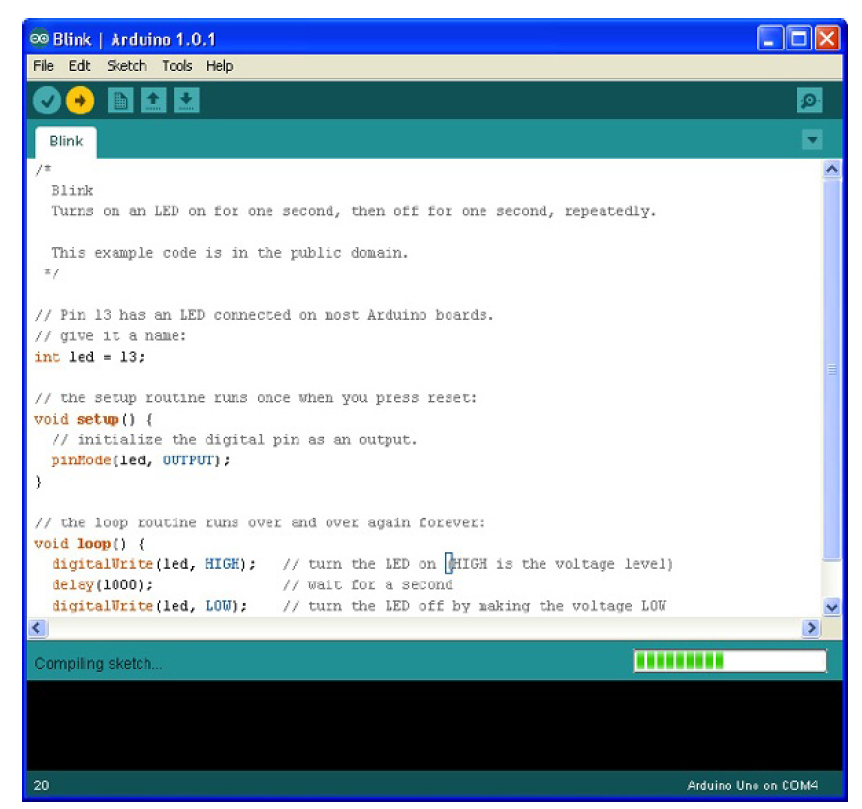 Blink | Arduino 1.0.1
File Edit Sketch Tools Help
Blink
/*
  Blink
  Turns on an LED on for one second, then off for one second, repeatedly.

  This example code is in the public domain.
 */

// Pin 13 has an LED connected on most Arduino boards.
// give it a name:
int led = 13;

// the setup routine runs once when you press reset:
void setup() {
  // initialize the digital pin as an output.
  pinMode(led, OUTPUT);
}

// the loop routine runs over and over again forever:
void loop() {
  digitalWrite(led, HIGH);   // turn the LED on (HIGH is the voltage level)
  delay(1000);               // wait for a second
  digitalWrite(led, LOW);    // turn the LED off by making the voltage LOW
Compiling sketch...
20 Arduino Uno on COM4